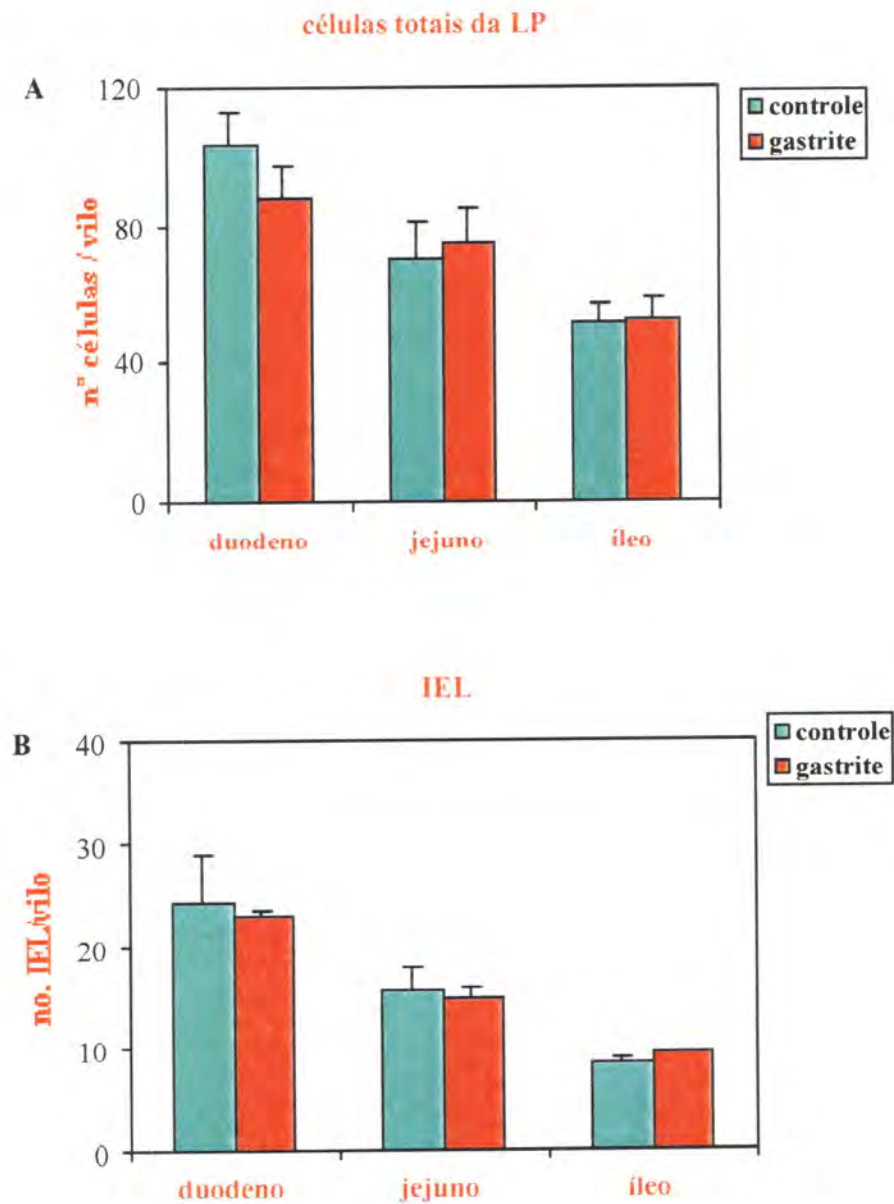 células totais da LP
A
120
80
40
0
nº células / vilo
controle
gastrite
duodeno jejuno íleo
IEL
B
40
30
20
10
0
no. IEL/vilo
controle
gastrite
duodeno jejuno íleo